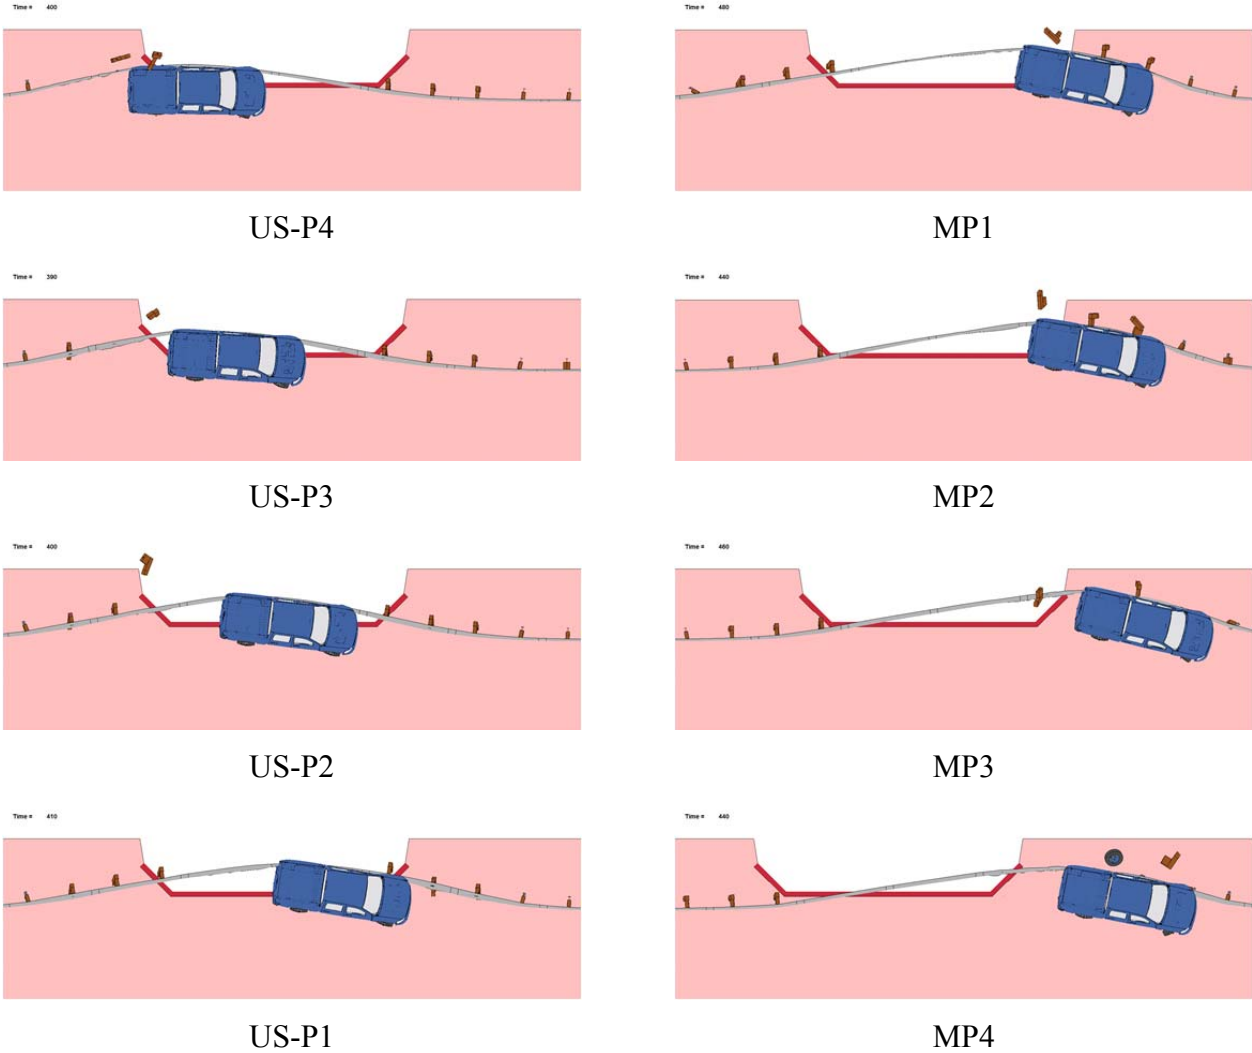 Time = 400
Time = 480
US-P4
MP1
Time = 390
Time = 440
US-P3
MP2
Time = 400
Time = 460
US-P2
MP3
Time = 410
Time = 440
US-P1
MP4